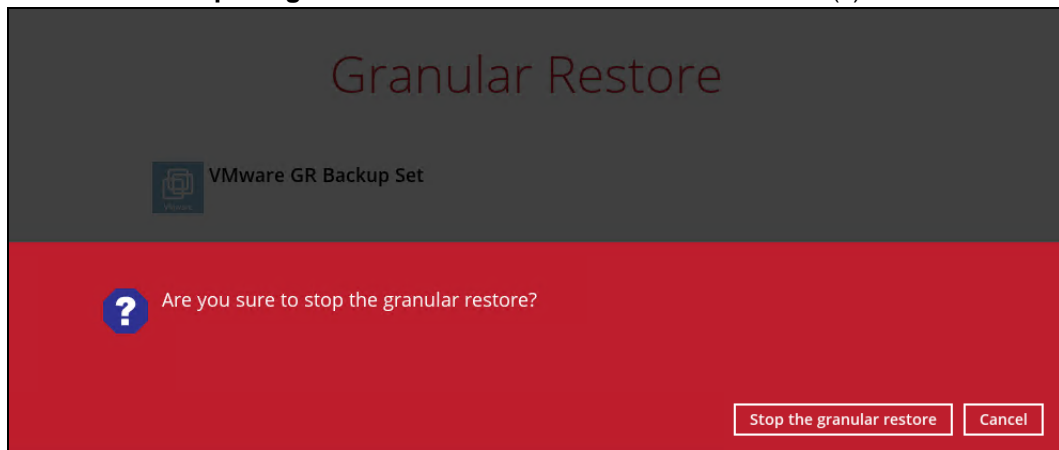 Granular Restore
VMware GR Backup Set
Are you sure to stop the granular restore?
Stop the granular restore
Cancel